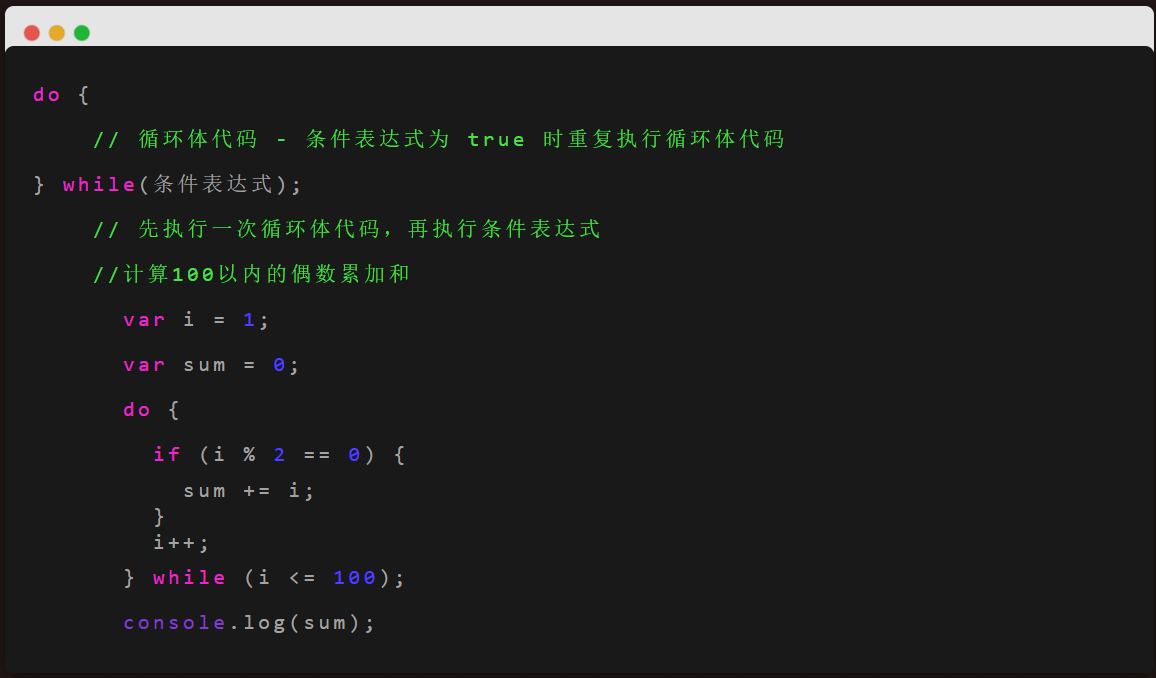 do {
// 循环体代码 - 条件表达式为 true 时重复执行循环体代码
} while(条件表达式);
// 先执行一次循环体代码，再执行条件表达式
//计算100以内的偶数累加和
var i = 1;
var sum = 0;
do {
if (i % 2 == 0) {
sum += i;
}
i++;
} while (i <= 100);
console.log(sum);